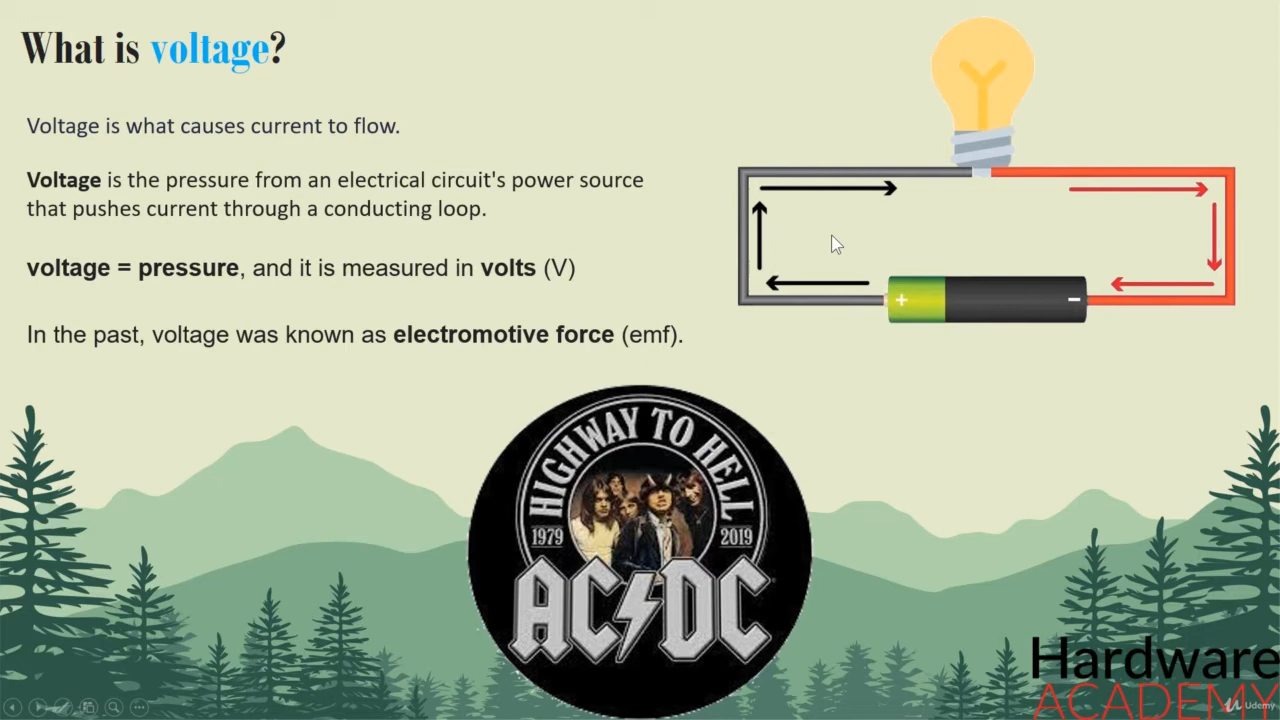 What is voltage?
Voltage is what causes current to flow.
Voltage is the pressure from an electrical circuit's power source
that pushes current through a conducting loop.
voltage = pressure, and it is measured in volts (V)
In the past, voltage was known as electromotive force (emf).
+ −
HIGHWAY TO HELL
1979 2019
AC DC
Hardware
ACADEMY
Udemy